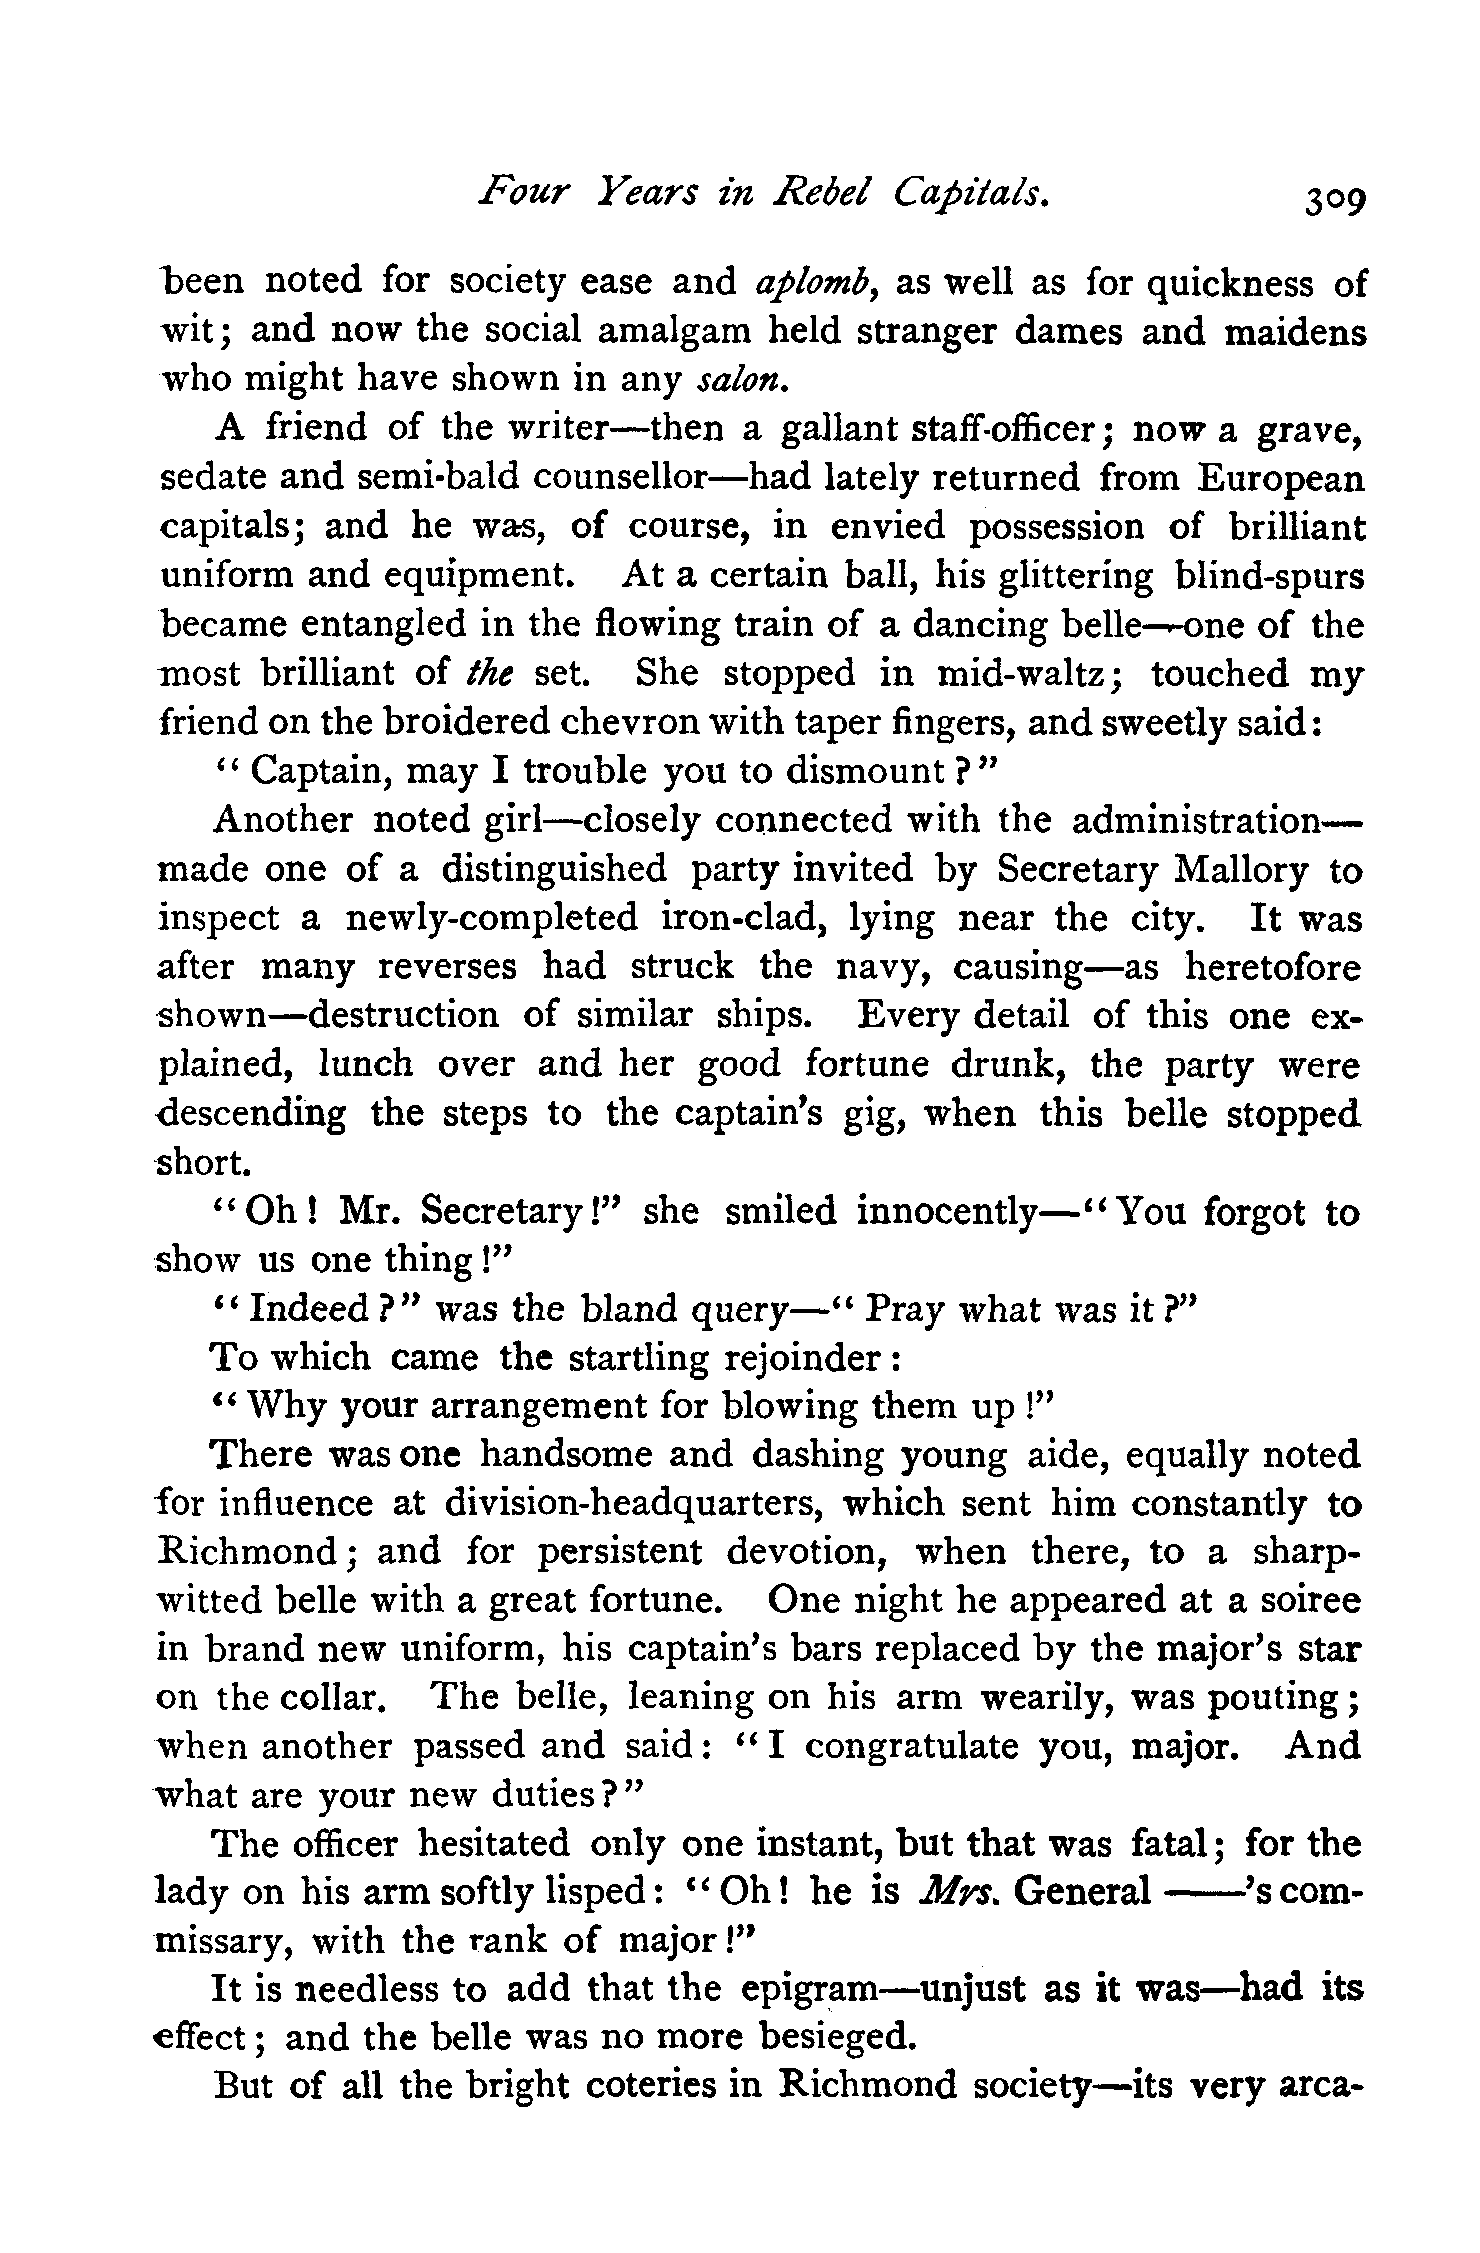 Four Years in Rebel Capitals. 309
been noted for society ease and aplomb, as well as for quickness of
wit; and now the social amalgam held stranger dames and maidens
who might have shown in any salon.
A friend of the writer—then a gallant staff-officer; now a grave,
sedate and semi-bald counsellor—had lately returned from European
capitals; and he was, of course, in envied possession of brilliant
uniform and equipment. At a certain ball, his glittering blind-spurs
became entangled in the flowing train of a dancing belle—one of the
most brilliant of the set. She stopped in mid-waltz; touched my
friend on the broidered chevron with taper fingers, and sweetly said:
"Captain, may I trouble you to dismount?"
Another noted girl—closely connected with the administration—
made one of a distinguished party invited by Secretary Mallory to
inspect a newly-completed iron-clad, lying near the city. It was
after many reverses had struck the navy, causing—as heretofore
shown—destruction of similar ships. Every detail of this one ex-
plained, lunch over and her good fortune drunk, the party were
descending the steps to the captain's gig, when this belle stopped
short.
"Oh! Mr. Secretary!" she smiled innocently—"You forgot to
show us one thing!"
"Indeed?" was the bland query—"Pray what was it?"
To which came the startling rejoinder:
"Why your arrangement for blowing them up!"
There was one handsome and dashing young aide, equally noted
for influence at division-headquarters, which sent him constantly to
Richmond; and for persistent devotion, when there, to a sharp-
witted belle with a great fortune. One night he appeared at a soiree
in brand new uniform, his captain's bars replaced by the major's star
on the collar. The belle, leaning on his arm wearily, was pouting;
when another passed and said: "I congratulate you, major. And
what are your new duties?"
The officer hesitated only one instant, but that was fatal; for the
lady on his arm softly lisped: "Oh! he is Mrs. General ——'s com-
missary, with the rank of major!"
It is needless to add that the epigram—unjust as it was—had its
effect; and the belle was no more besieged.
But of all the bright coteries in Richmond society—its very arca-